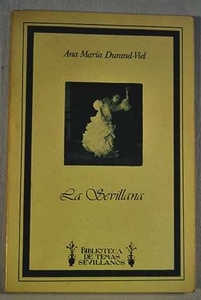 Ana María Durand-Viel
La Sevillana
BIBLIOTECA
DE TEMAS
SEVILLANOS